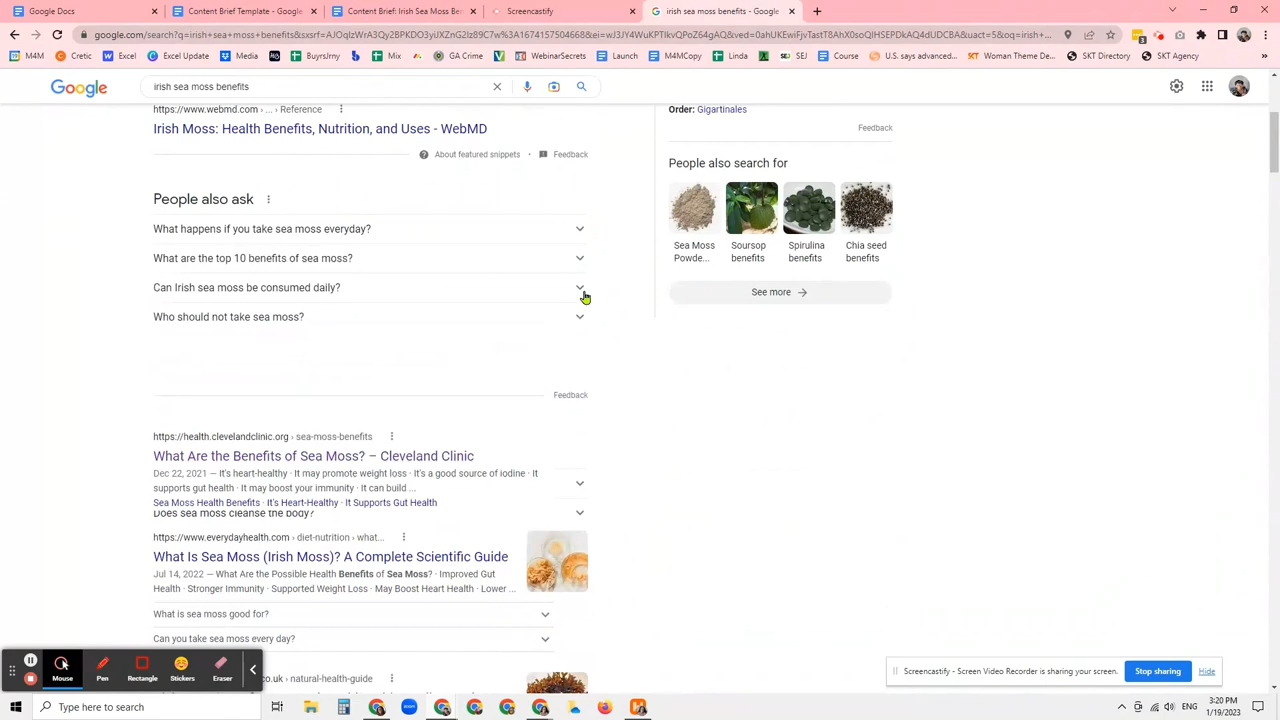 Google Docs
Content Brief Template - Google
Content Brief: Irish Sea Moss Be
Screencastify
irish sea moss benefits - Google
M4M
Creatic
Excel
BuysJrny
GA Crime
WebinarSecrets
Launch
M4MCopy
Linda
SKT Clearing
U.S. says advanced...
SKT Directory
SKT Agency
Google
irish sea moss benefits
https://www.webmd.com › ... › Reference
Irish Moss: Health Benefits, Nutrition, and Uses - WebMD
About featured snippets • Feedback
People also ask
What happens if you take sea moss everyday?
What are the top 10 benefits of sea moss?
Can Irish sea moss be consumed daily?
Who should not take sea moss?
Feedback
https://health.clevelandclinic.org › sea-moss-benefits
What Are the Benefits of Sea Moss? – Cleveland Clinic
Dec 22, 2021 — It's heart-healthy · It may promote weight loss · It's a good source of iodine · It
supports gut health · It may boost your immunity · It can build ...
Sea Moss Health Benefits · It's Heart-Healthy · It Supports Gut Health
Does sea moss cleanse the body?
https://www.everydayhealth.com › diet-nutrition › what...
What Is Sea Moss (Irish Moss)? A Complete Scientific Guide
Jul 14, 2022 — What Are the Possible Health Benefits of Sea Moss? · Improved Gut
Health · Stronger Immunity · Supported Weight Loss · May Boost Heart Health · Lower ...
What is sea moss good for?
Can you take sea moss every day?
co.uk › natural-health-guide
Order: Gigartinales
Feedback
People also search for
Sea Moss
Powde...
Soursop
benefits
Spirulina
benefits
Chia seed
benefits
See more
Mouse
Pen
Rectangle
Stickers
Eraser
Screencastify - Screen Video Recorder is sharing your screen.
Stop sharing
Hide
Type here to search
ENG
3:20 PM
1/19/2023